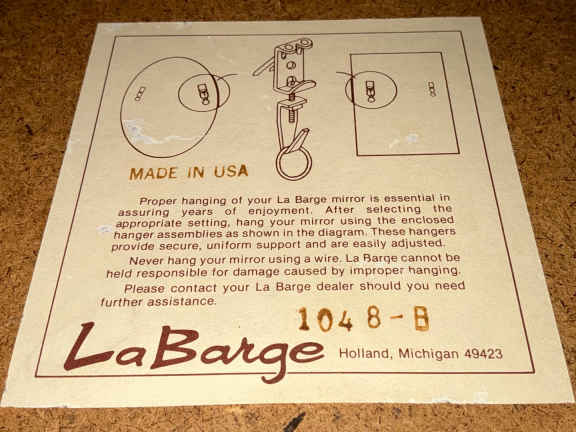 MADE IN USA
Proper hanging of your La Barge mirror is essential in
assuring years of enjoyment. After selecting the
appropriate setting, hang your mirror using the enclosed
hanger assemblies as shown in the diagram. These hangers
provide secure, uniform support and are easily adjusted.
Never hang your mirror using a wire. La Barge cannot be
held responsible for damage caused by improper hanging.
Please contact your La Barge dealer should you need
further assistance.
1048-B
LaBarge Holland, Michigan 49423